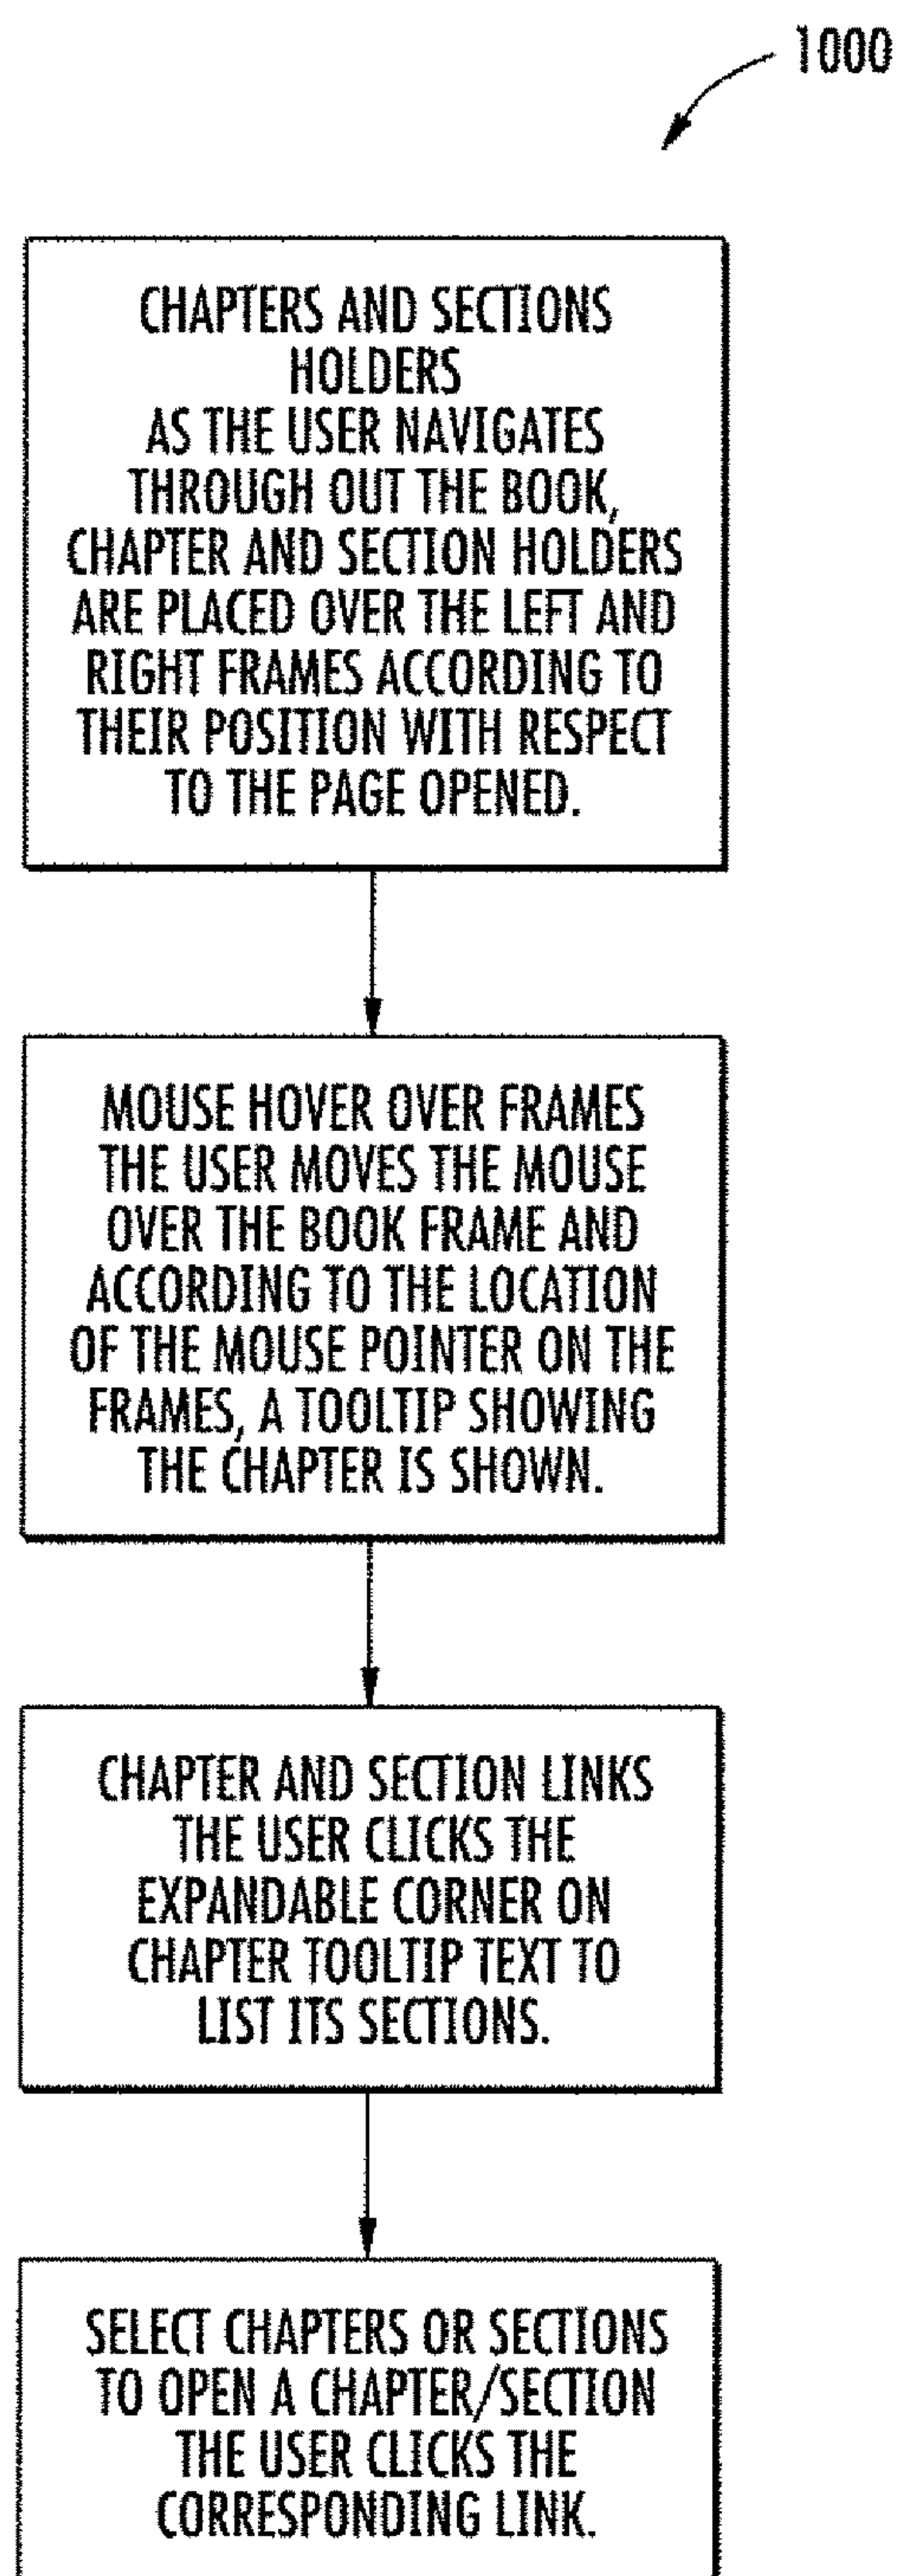 1000
CHAPTERS AND SECTIONS
HOLDERS
AS THE USER NAVIGATES
THROUGH OUT THE BOOK,
CHAPTER AND SECTION HOLDERS
ARE PLACED OVER THE LEFT AND
RIGHT FRAMES ACCORDING TO
THEIR POSITION WITH RESPECT
TO THE PAGE OPENED.
MOUSE HOVER OVER FRAMES
THE USER MOVES THE MOUSE
OVER THE BOOK FRAME AND
ACCORDING TO THE LOCATION
OF THE MOUSE POINTER ON THE
FRAMES, A TOOLTIP SHOWING
THE CHAPTER IS SHOWN.
CHAPTER AND SECTION LINKS
THE USER CLICKS THE
EXPANDABLE CORNER ON
CHAPTER TOOLTIP TEXT TO
LIST ITS SECTIONS.
SELECT CHAPTERS OR SECTIONS
TO OPEN A CHAPTER/SECTION
THE USER CLICKS THE
CORRESPONDING LINK.